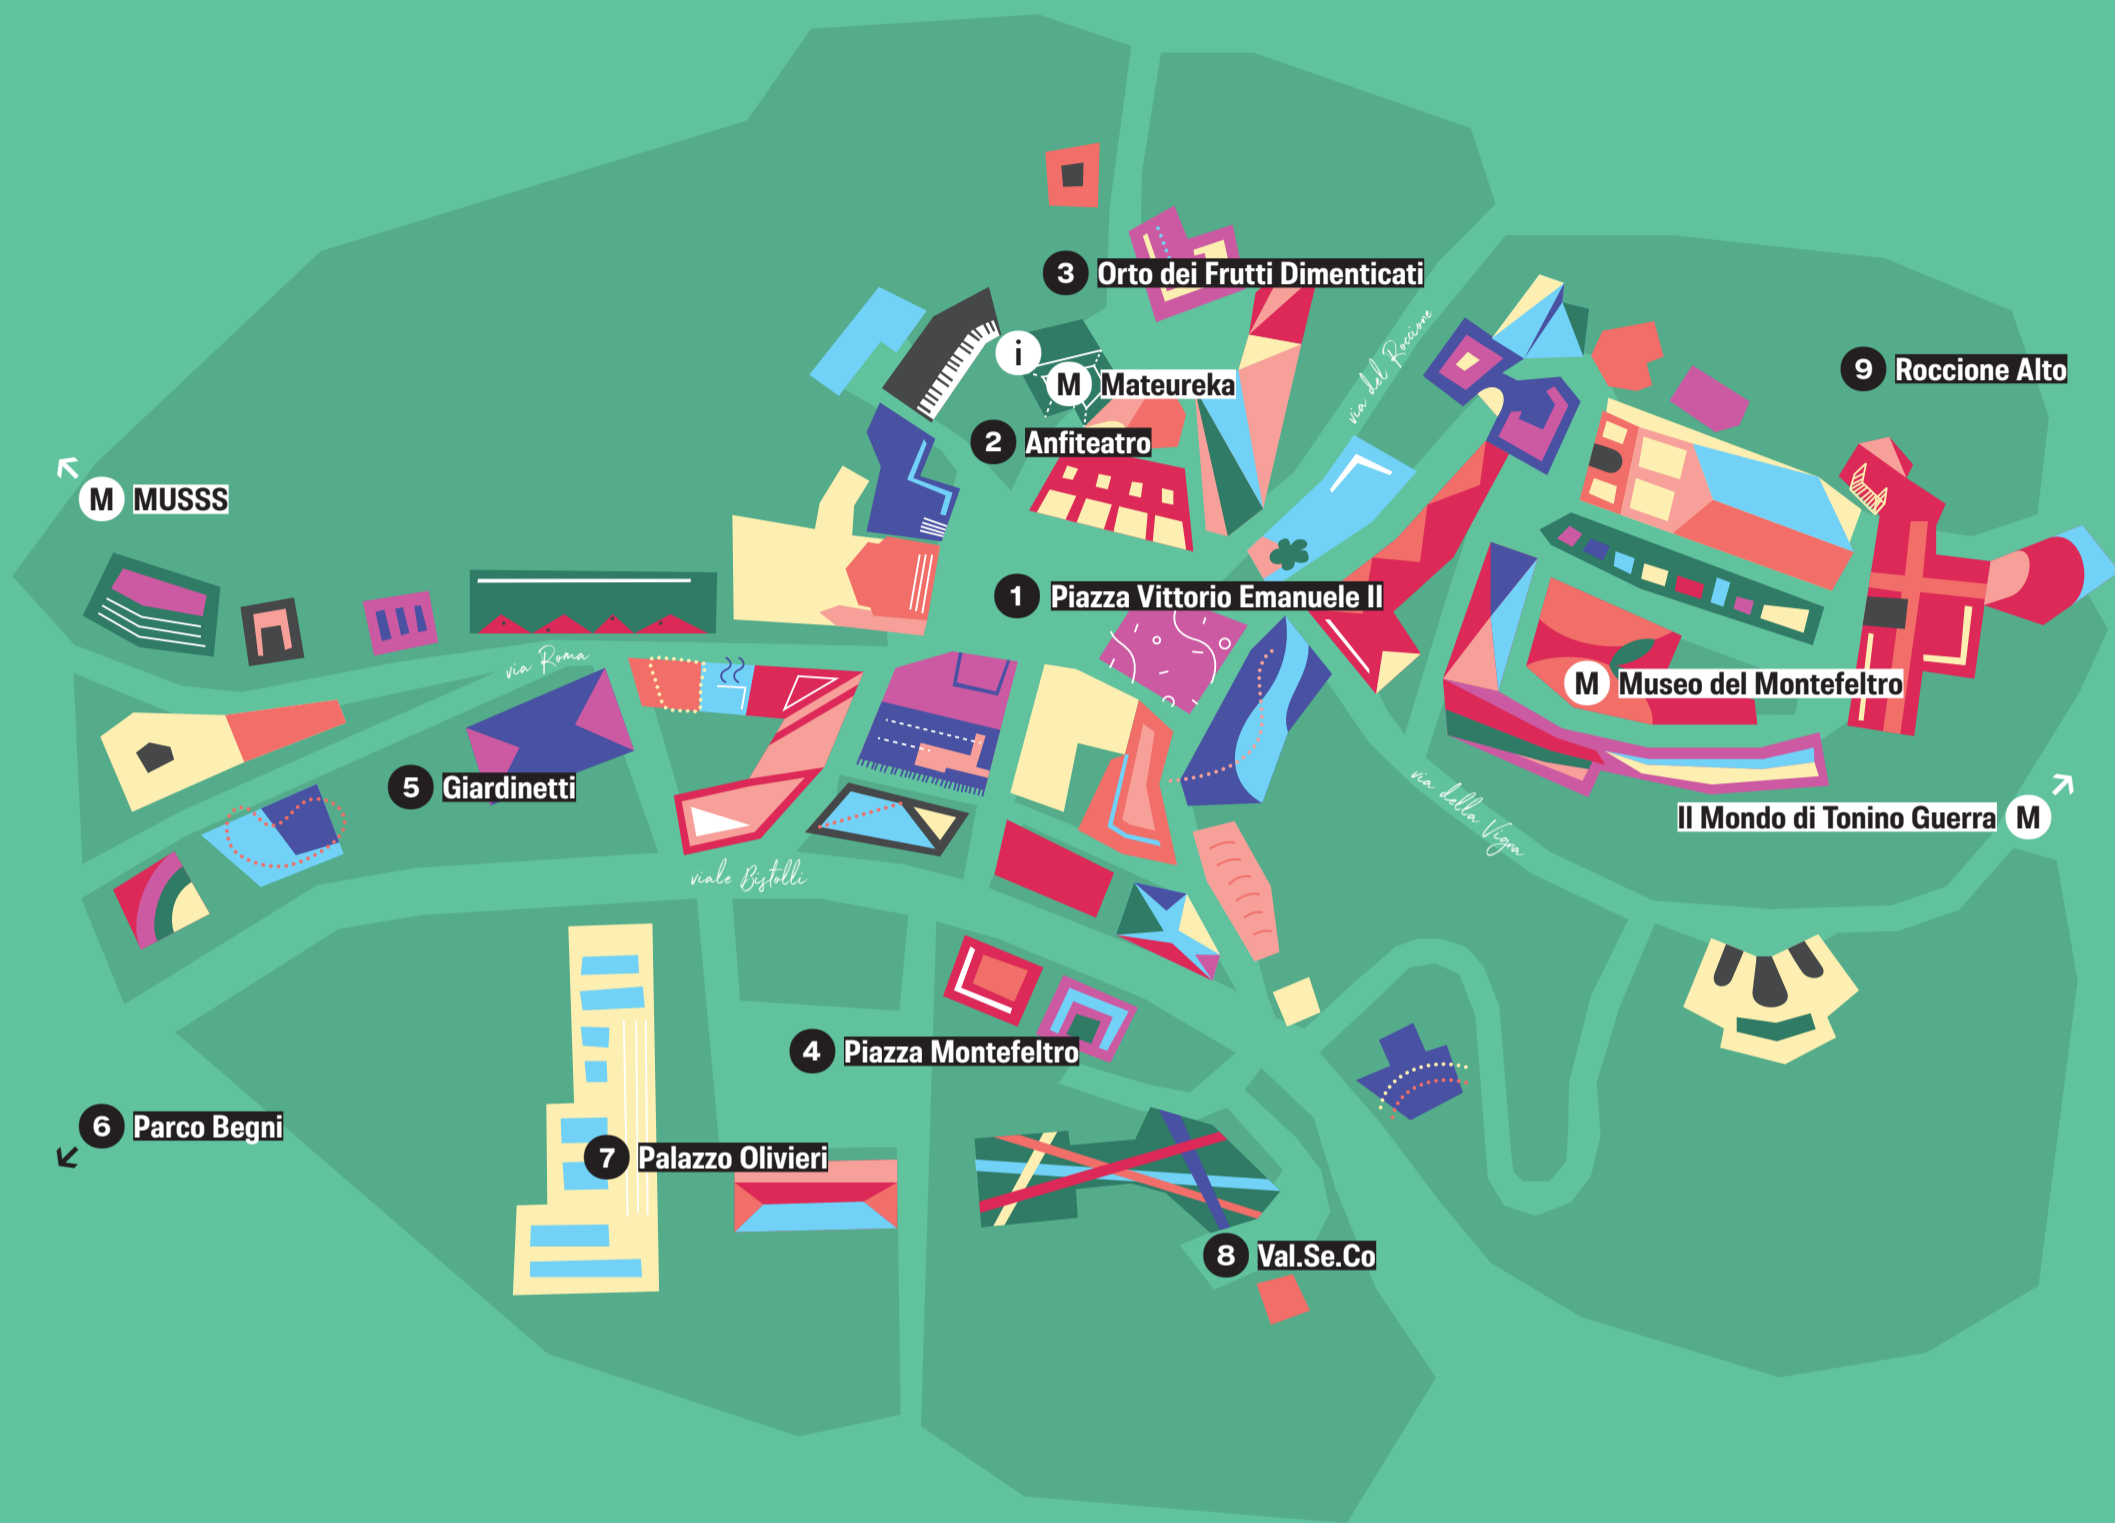 3 Orto dei Frutti Dimenticati
via del Roccione
i
M Mateureka
9 Roccione Alto
2 Anfiteatro
M MUSSS
1 Piazza Vittorio Emanuele II
via Roma
M Museo del Montefeltro
5 Giardinetti
via della Vigna
Il Mondo di Tonino Guerra M
viale Bistolli
4 Piazza Montefeltro
6 Parco Begni
7 Palazzo Olivieri
8 Val.Se.Co